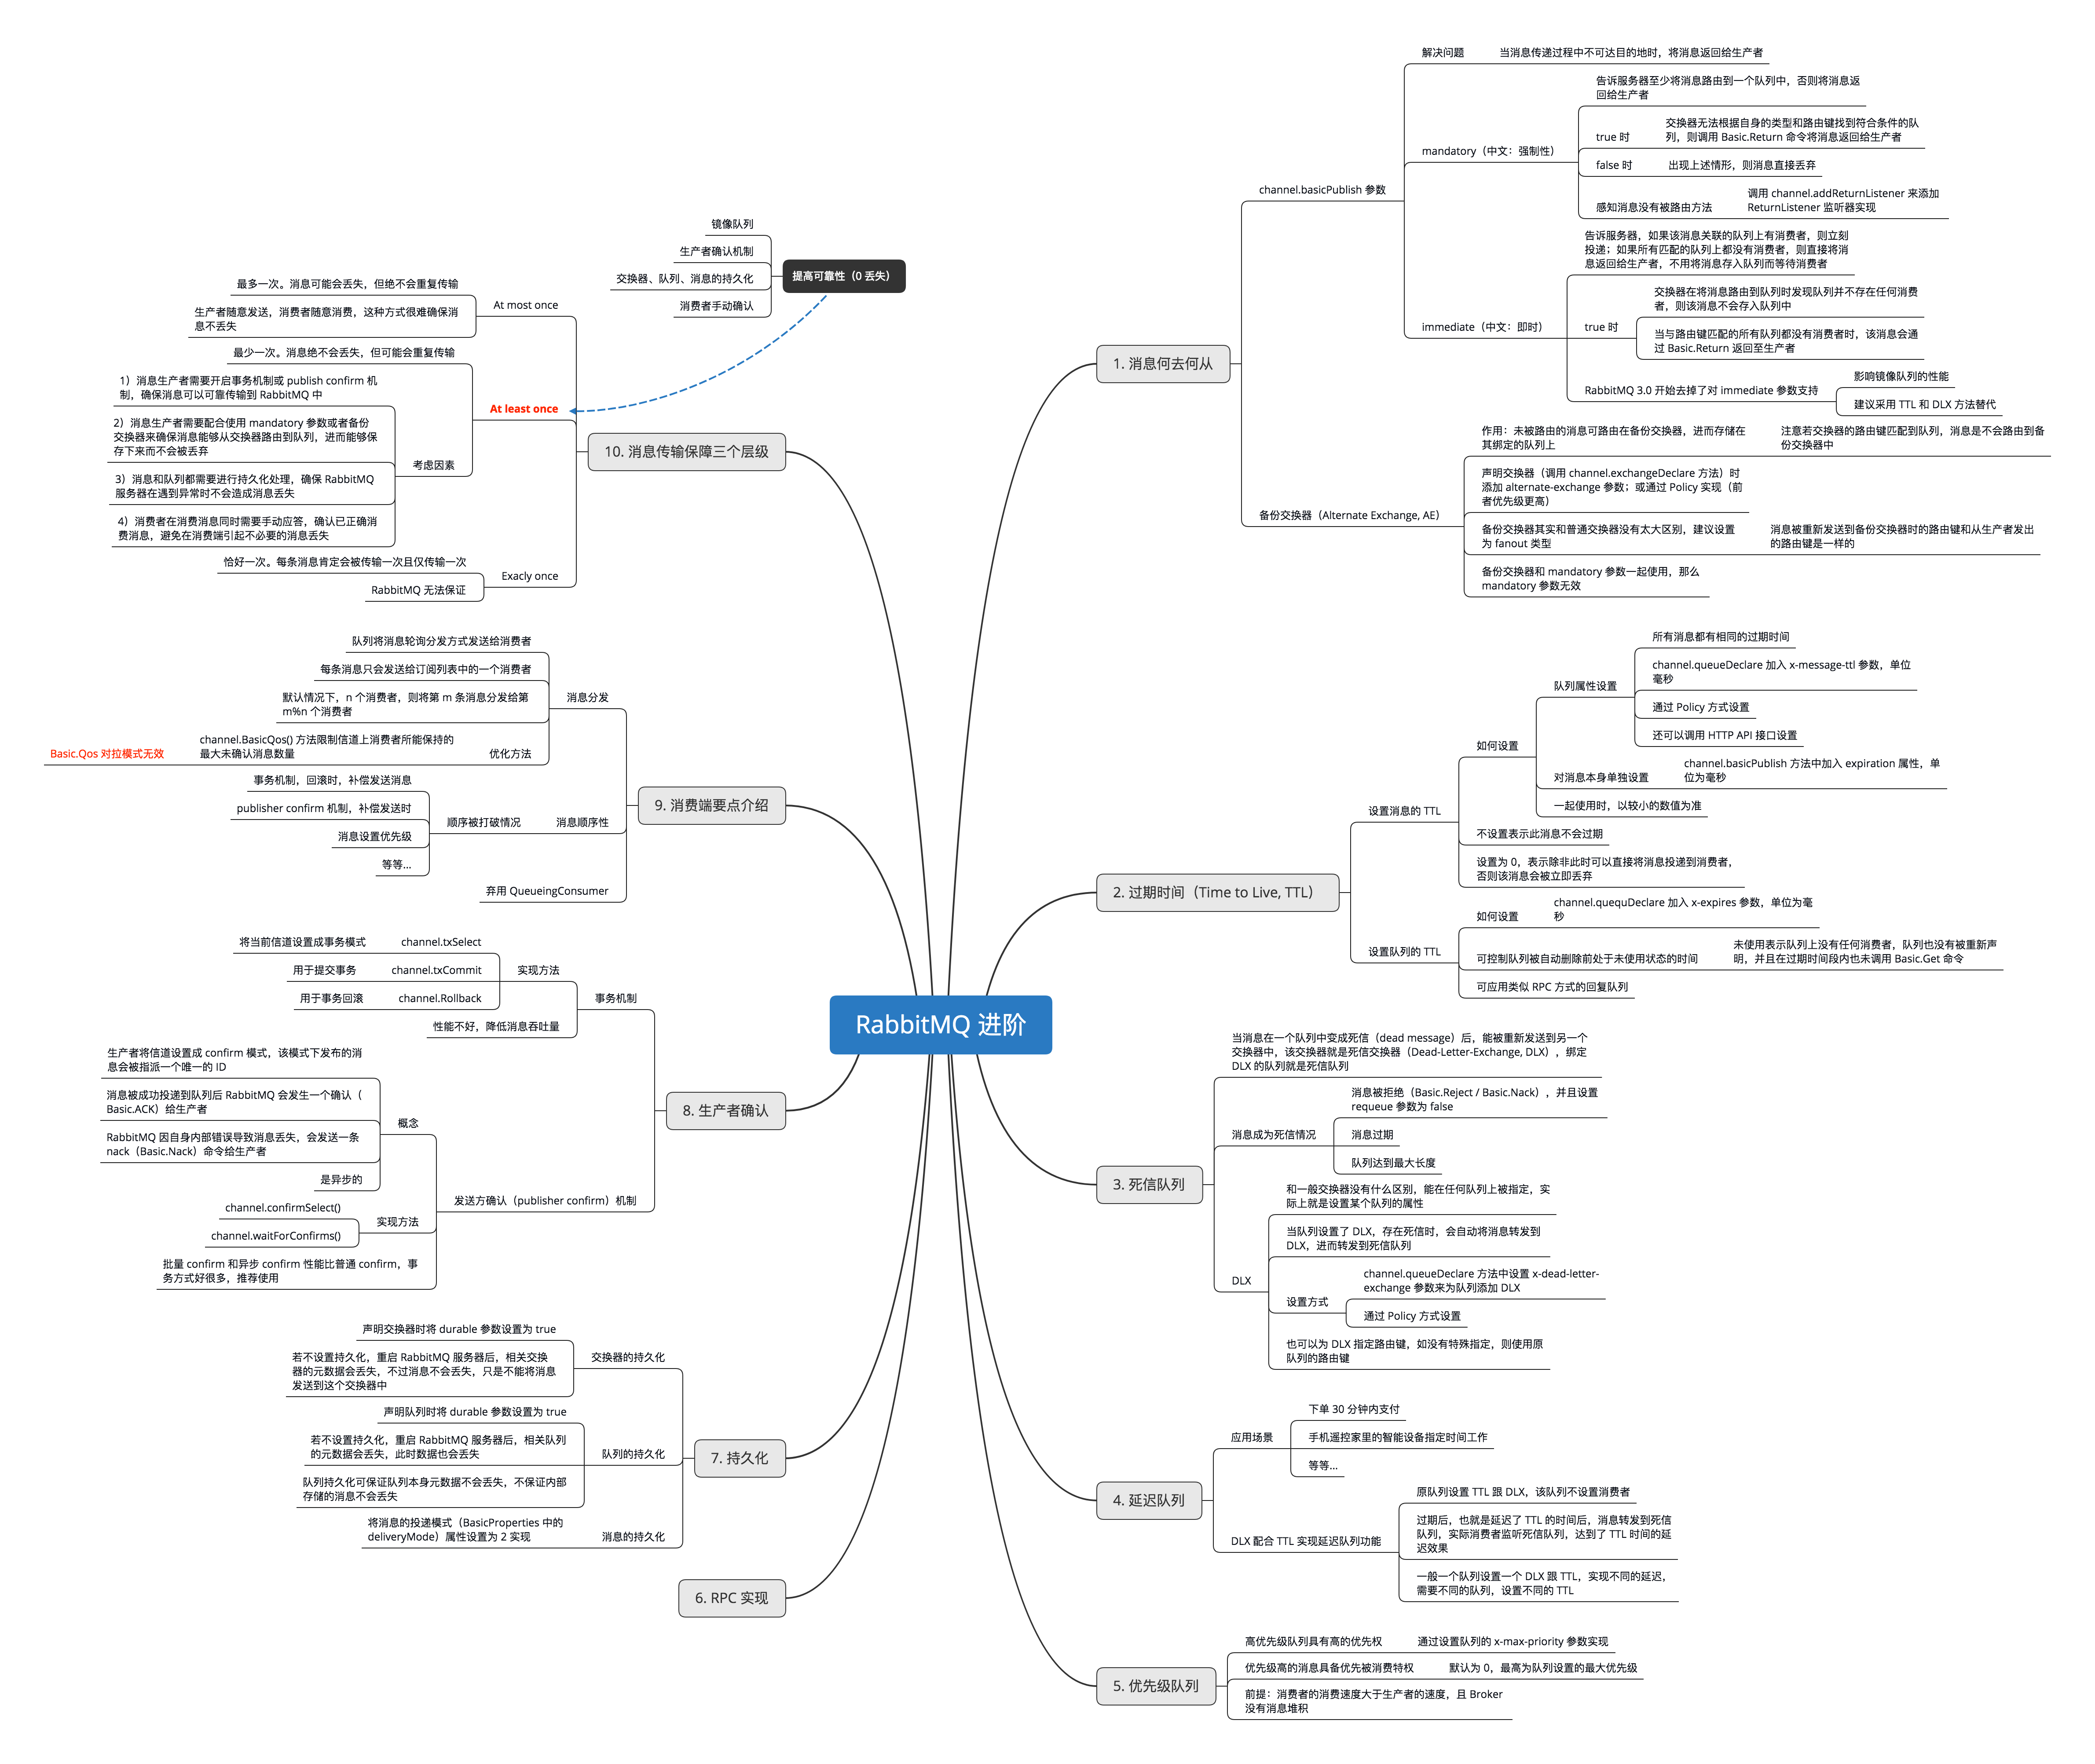 RabbitMQ 进阶
1. 消息何去何从
channel.basicPublish 参数
解决问题
当消息传递过程中不可达目的地时，将消息返回给生产者
mandatory（中文：强制性）
告诉服务器至少将消息路由到一个队列中，否则将消息返
回给生产者
true 时
交换器无法根据自身的类型和路由键找到符合条件的队
列，则调用 Basic.Return 命令将消息返回给生产者
false 时
出现上述情形，则消息直接丢弃
感知消息没有被路由方法
调用 channel.addReturnListener 来添加
ReturnListener 监听器实现
immediate（中文：即时）
告诉服务器，如果该消息关联的队列上有消费者，则立刻
投递；如果所有匹配的队列上都没有消费者，则直接将消
息返回给生产者，不用将消息存入队列而等待消费者
true 时
交换器在将消息路由到队列时发现队列并不存在任何消费
者，则该消息不会存入队列中
当与路由键匹配的所有队列都没有消费者时，该消息会通
过 Basic.Return 返回至生产者
RabbitMQ 3.0 开始去掉了对 immediate 参数支持
影响镜像队列的性能
建议采用 TTL 和 DLX 方法替代
备份交换器（Alternate Exchange, AE）
作用：未被路由的消息可路由在备份交换器，进而存储在
其绑定的队列上
注意若交换器的路由键匹配到队列，消息是不会路由到备
份交换器中
声明交换器（调用 channel.exchangeDeclare 方法）时
添加 alternate-exchange 参数；或通过 Policy 实现（前
者优先级更高）
备份交换器其实和普通交换器没有太大区别，建议设置
为 fanout 类型
消息被重新发送到备份交换器时的路由键和从生产者发出
的路由键是一样的
备份交换器和 mandatory 参数一起使用，那么
mandatory 参数无效
2. 过期时间（Time to Live, TTL）
设置消息的 TTL
如何设置
队列属性设置
所有消息都有相同的过期时间
channel.queueDeclare 加入 x-message-ttl 参数，单位
毫秒
通过 Policy 方式设置
还可以调用 HTTP API 接口设置
对消息本身单独设置
channel.basicPublish 方法中加入 expiration 属性，单
位为毫秒
一起使用时，以较小的数值为准
不设置表示此消息不会过期
设置为 0，表示除非此时可以直接将消息投递到消费者，
否则该消息会被立即丢弃
设置队列的 TTL
如何设置
channel.quequDeclare 加入 x-expires 参数，单位为毫
秒
可控制队列被自动删除前处于未使用状态的时间
未使用表示队列上没有任何消费者，队列也没有被重新声
明，并且在过期时间段内也未调用 Basic.Get 命令
可应用类似 RPC 方式的回复队列
3. 死信队列
当消息在一个队列中变成死信（dead message）后，能被重新发送到另一个
交换器中，该交换器就是死信交换器（Dead-Letter-Exchange, DLX），绑定
DLX 的队列就是死信队列
消息成为死信情况
消息被拒绝（Basic.Reject / Basic.Nack），并且设置
requeue 参数为 false
消息过期
队列达到最大长度
DLX
和一般交换器没有什么区别，能在任何队列上被指定，实
际上就是设置某个队列的属性
当队列设置了 DLX，存在死信时，会自动将消息转发到
DLX，进而转发到死信队列
设置方式
channel.queueDeclare 方法中设置 x-dead-letter-
exchange 参数来为队列添加 DLX
通过 Policy 方式设置
也可以为 DLX 指定路由键，如没有特殊指定，则使用原
队列的路由键
4. 延迟队列
应用场景
下单 30 分钟内支付
手机遥控家里的智能设备指定时间工作
等等...
DLX 配合 TTL 实现延迟队列功能
原队列设置 TTL 跟 DLX，该队列不设置消费者
过期后，也就是延迟了 TTL 的时间后，消息转发到死信
队列，实际消费者监听死信队列，达到了 TTL 时间的延
迟效果
一般一个队列设置一个 DLX 跟 TTL，实现不同的延迟，
需要不同的队列，设置不同的 TTL
5. 优先级队列
高优先级队列具有高的优先权
通过设置队列的 x-max-priority 参数实现
优先级高的消息具备优先被消费特权
默认为 0，最高为队列设置的最大优先级
前提：消费者的消费速度大于生产者的速度，且 Broker
没有消息堆积
6. RPC 实现
7. 持久化
交换器的持久化
声明交换器时将 durable 参数设置为 true
若不设置持久化，重启 RabbitMQ 服务器后，相关交换
器的元数据会丢失，不过消息不会丢失，只是不能将消息
发送到这个交换器中
队列的持久化
声明队列时将 durable 参数设置为 true
若不设置持久化，重启 RabbitMQ 服务器后，相关队列
的元数据会丢失，此时数据也会丢失
队列持久化可保证队列本身元数据不会丢失，不保证内部
存储的消息不会丢失
消息的持久化
将消息的投递模式（BasicProperties 中的
deliveryMode）属性设置为 2 实现
8. 生产者确认
事务机制
实现方法
channel.txSelect
将当前信道设置成事务模式
channel.txCommit
用于提交事务
channel.Rollback
用于事务回滚
性能不好，降低消息吞吐量
发送方确认（publisher confirm）机制
概念
生产者将信道设置成 confirm 模式，该模式下发布的消
息会被指派一个唯一的 ID
消息被成功投递到队列后 RabbitMQ 会发生一个确认（
Basic.ACK）给生产者
RabbitMQ 因自身内部错误导致消息丢失，会发送一条
nack（Basic.Nack）命令给生产者
是异步的
实现方法
channel.confirmSelect()
channel.waitForConfirms()
批量 confirm 和异步 confirm 性能比普通 confirm，事
务方式好很多，推荐使用
9. 消费端要点介绍
消息分发
队列将消息轮询分发方式发送给消费者
每条消息只会发送给订阅列表中的一个消费者
默认情况下，n 个消费者，则将第 m 条消息分发给第
m%n 个消费者
优化方法
channel.BasicQos() 方法限制信道上消费者所能保持的
最大未确认消息数量
Basic.Qos 对拉模式无效
消息顺序性
顺序被打破情况
事务机制，回滚时，补偿发送消息
publisher confirm 机制，补偿发送时
消息设置优先级
等等...
弃用 QueueingConsumer
10. 消息传输保障三个层级
At most once
最多一次。消息可能会丢失，但绝不会重复传输
生产者随意发送，消费者随意消费，这种方式很难确保消
息不丢失
At least once
最少一次。消息绝不会丢失，但可能会重复传输
考虑因素
1）消息生产者需要开启事务机制或 publish confirm 机
制，确保消息可以可靠传输到 RabbitMQ 中
2）消息生产者需要配合使用 mandatory 参数或者备份
交换器来确保消息能够从交换器路由到队列，进而能够保
存下来而不会被丢弃
3）消息和队列都需要进行持久化处理，确保 RabbitMQ
服务器在遇到异常时不会造成消息丢失
4）消费者在消费消息同时需要手动应答，确认已正确消
费消息，避免在消费端引起不必要的消息丢失
Exacly once
恰好一次。每条消息肯定会被传输一次且仅传输一次
RabbitMQ 无法保证
提高可靠性（0 丢失）
镜像队列
生产者确认机制
交换器、队列、消息的持久化
消费者手动确认